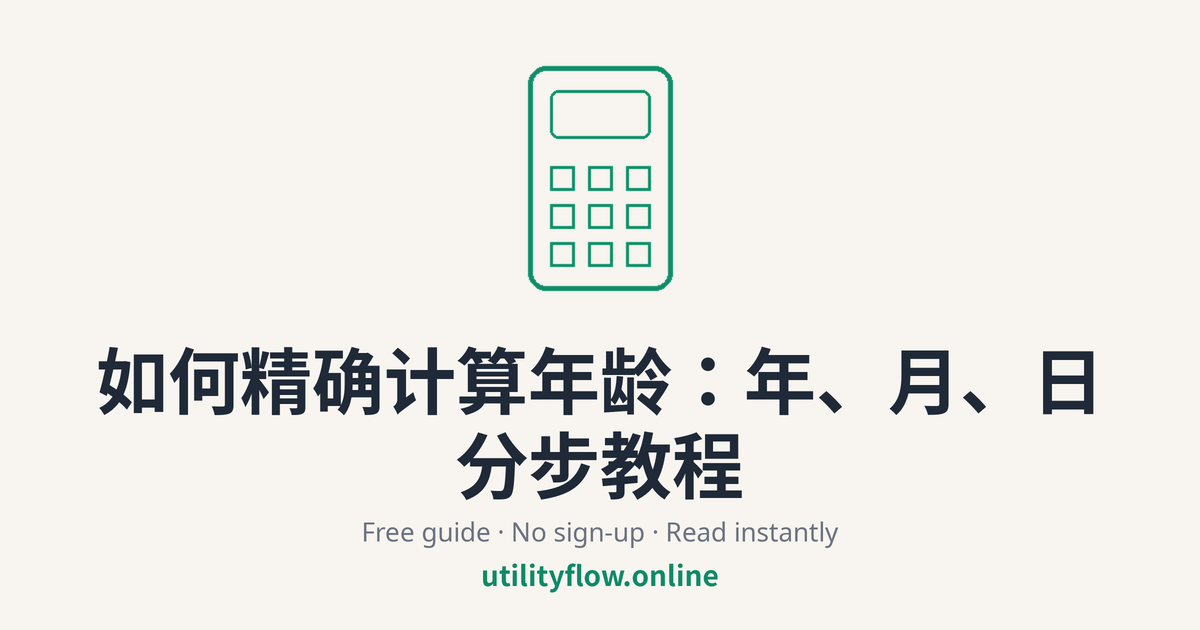 如何精确计算年龄：年、月、日
分步教程
Free guide · No sign-up · Read instantly
utilityflow.online